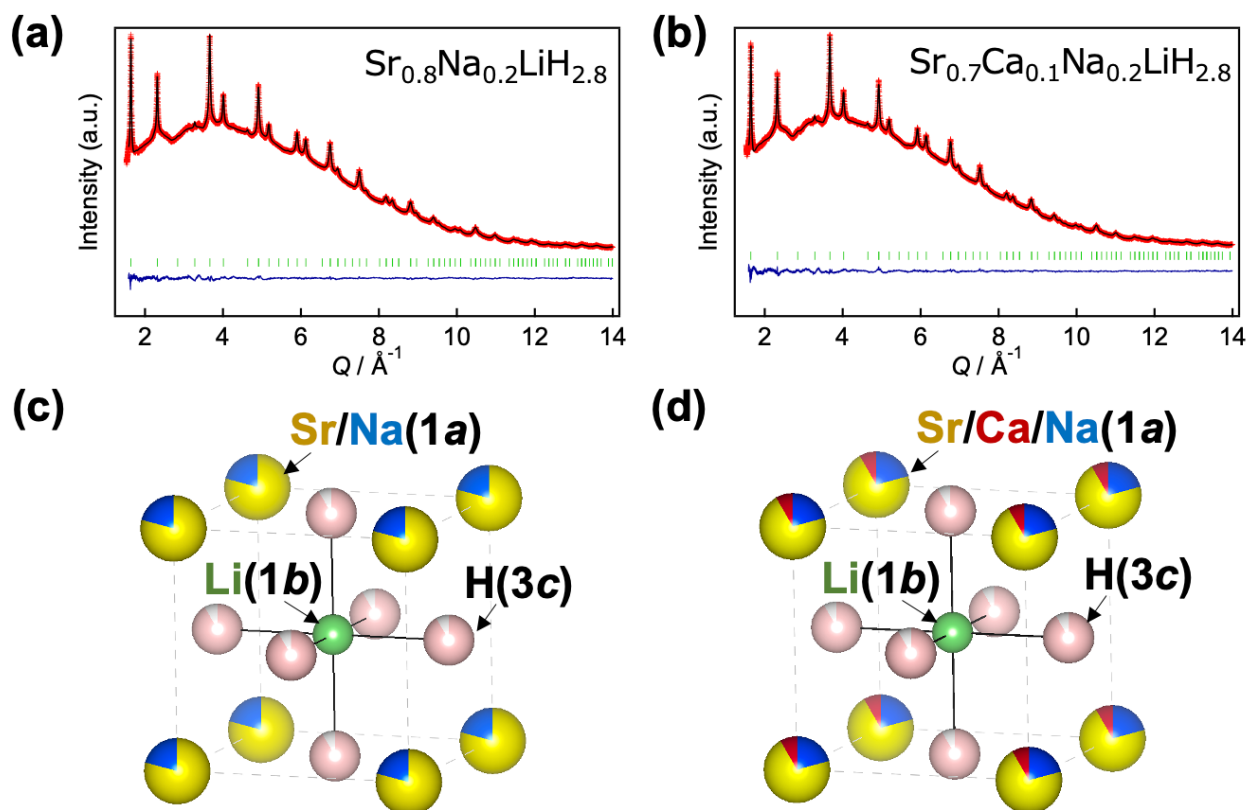 (a)
Sr0.8Na0.2LiH2.8
Intensity (a.u.)
2 4 6 8 10 12 14
Q / Å-1
(b)
Sr0.7Ca0.1Na0.2LiH2.8
Intensity (a.u.)
2 4 6 8 10 12 14
Q / Å-1
(c)
Sr/Na(1a)
Li(1b)
H(3c)
(d)
Sr/Ca/Na(1a)
Li(1b)
H(3c)